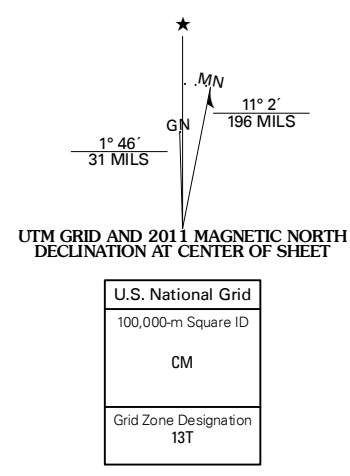 ★
MN
GN
11° 2´
196 MILS
1° 46´
31 MILS
UTM GRID AND 2011 MAGNETIC NORTH
DECLINATION AT CENTER OF SHEET
U.S. National Grid
100,000-m Square ID
CM
Grid Zone Designation
13T